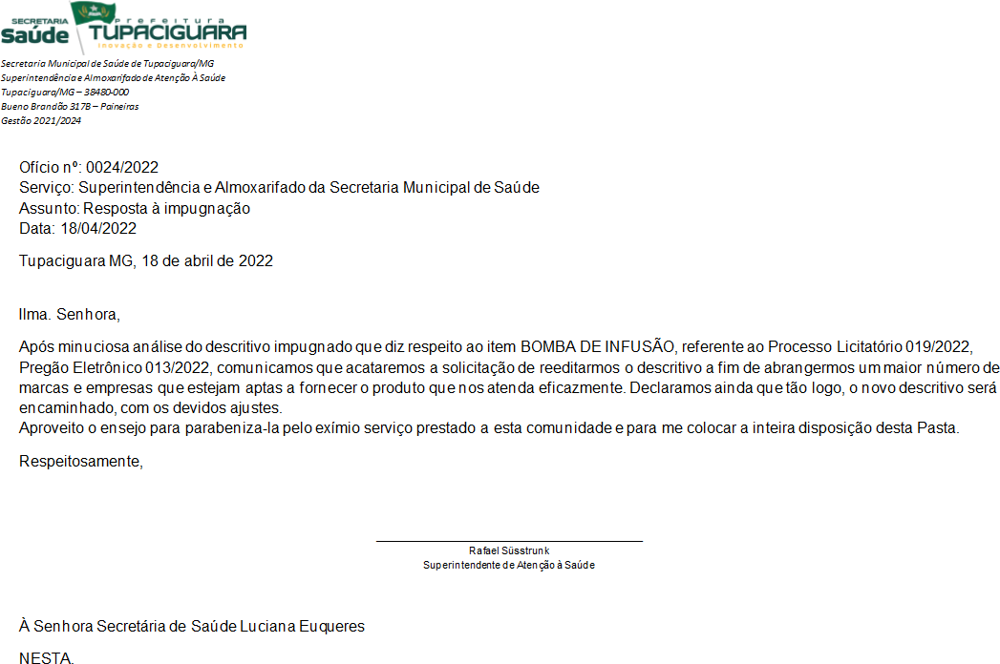 SECRETARIA
Saúde
Prefeitura
TUPACIGUARA
Inovação e Desenvolvimento
Secretaria Municipal de Saúde de Tupaciguara/MG
Superintendência e Almoxarifado de Atenção À Saúde
Tupaciguara/MG – 38480-000
Bueno Brandão 317B – Paineiras
Gestão 2021/2024
Ofício nº: 0024/2022
Serviço: Superintendência e Almoxarifado da Secretaria Municipal de Saúde
Assunto: Resposta à impugnação
Data: 18/04/2022
Tupaciguara MG, 18 de abril de 2022
Ilma. Senhora,
Após minuciosa análise do descritivo impugnado que diz respeito ao item BOMBA DE INFUSÃO, referente ao Processo Licitatório 019/2022,
Pregão Eletrônico 013/2022, comunicamos que acataremos a solicitação de reeditarmos o descritivo a fim de abrangermos um maior número de
marcas e empresas que estejam aptas a fornecer o produto que nos atenda eficazmente. Declaramos ainda que tão logo, o novo descritivo será
encaminhado, com os devidos ajustes.
Aproveito o ensejo para parabeniza-la pelo exímio serviço prestado a esta comunidade e para me colocar a inteira disposição desta Pasta.
Respeitosamente,
Rafael Süsstrunk
Superintendente de Atenção à Saúde
À Senhora Secretária de Saúde Luciana Euqueres
NESTA.